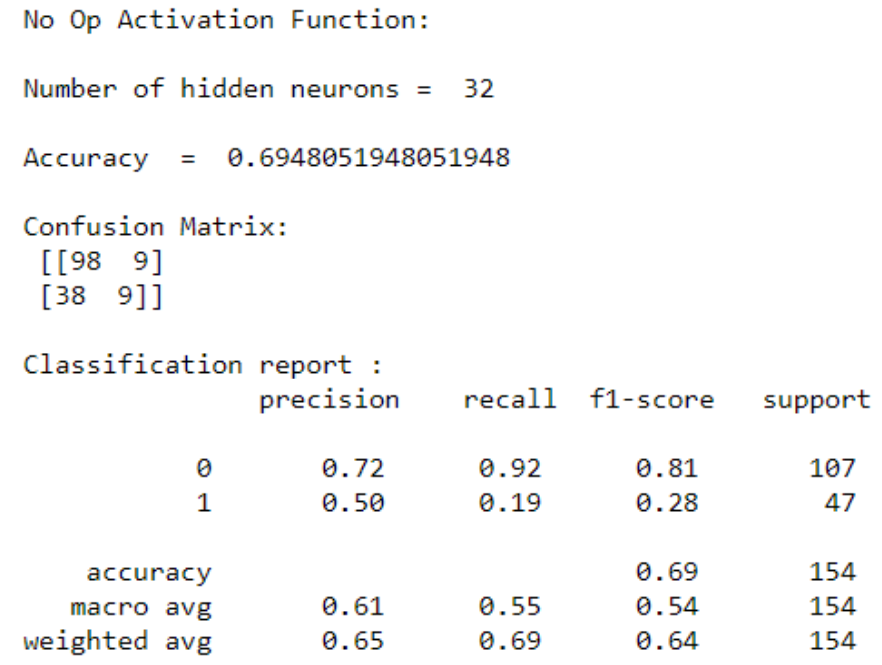 No Op Activation Function:
Number of hidden neurons =  32
Accuracy  =  0.6948051948051948
Confusion Matrix:
 [[98  9]
 [38  9]]
Classification report :
              precision    recall  f1-score   support
           0       0.72      0.92      0.81       107
           1       0.50      0.19      0.28        47
    accuracy                           0.69       154
   macro avg       0.61      0.55      0.54       154
weighted avg       0.65      0.69      0.64       154